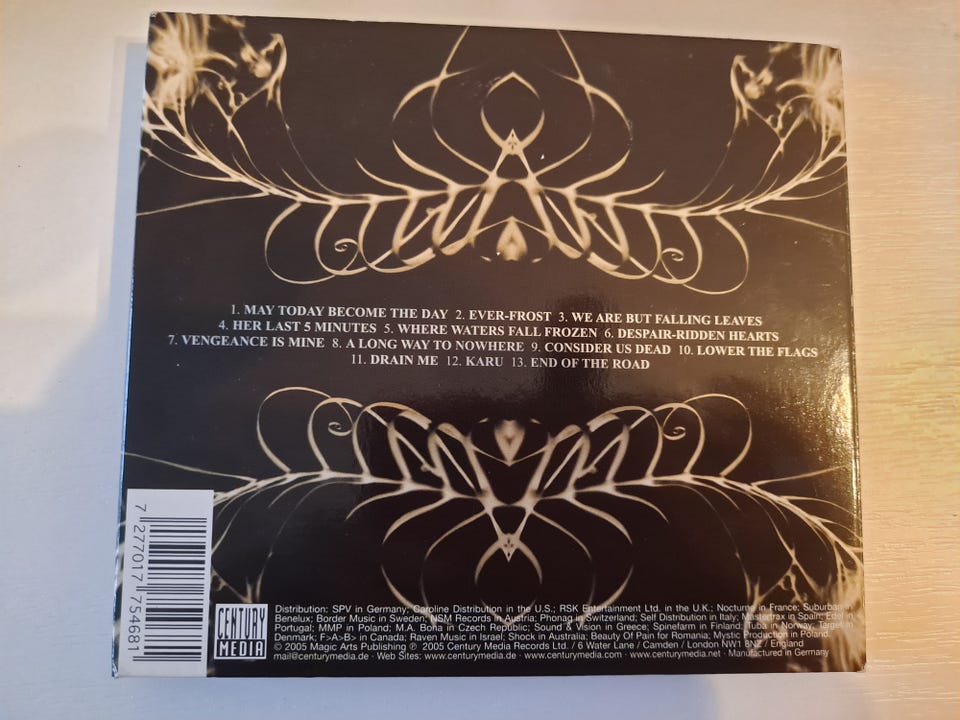 1. MAY TODAY BECOME THE DAY 2. EVER-FROST 3. WE ARE BUT FALLING LEAVES
4. HER LAST 5 MINUTES 5. WHERE WATERS FALL FROZEN 6. DESPAIR-RIDDEN HEARTS
7. VENGEANCE IS MINE 8. A LONG WAY TO NOWHERE 9. CONSIDER US DEAD 10. LOWER THE FLAGS
11. DRAIN ME 12. KARU 13. END OF THE ROAD
7 277017 754681
CENTURY
MEDIA
Distribution: SPV in Germany; Caroline Distribution in the U.S.; RSK Entertainment Ltd. in the U.K.; Nocturne in France; Suburban in
Benelux; Border Music in Sweden; NSM Records in Austria; Phonag in Switzerland; Self Distribution in Italy; Mastertrax in Spain; Edel in
Portugal; MMP in Poland; M.A. Bona in Czech Republic; Sound & Vision in Greece; Spinefarm in Finland; Tuba in Norway; Target in
Denmark; F>A>B> in Canada; Raven Music in Israel; Shock in Australia; Beauty Of Pain for Romania; Mystic Production in Poland
© 2005 Magic Arts Publishing ℗ 2005 Century Media Records Ltd. / 6 Water Lane / Camden / London NW1 8NZ / England
mail@centurymedia.de · Web Sites: www.centurymedia.de · www.centurymedia.com · www.centurymedia.net · Manufactured in Germany